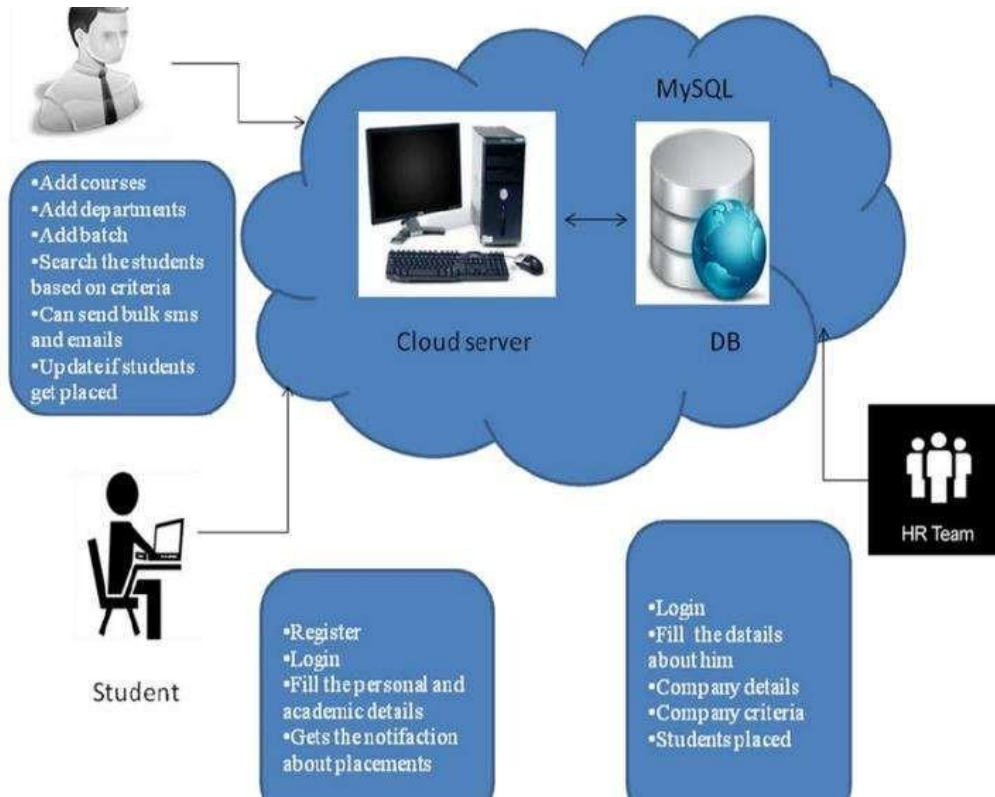 MySQL
Cloud server
DB
•Add courses
•Add departments
•Add batch
•Search the students
based on criteria
•Can send bulk sms
and emails
•Update if students
get placed
HR Team
Student
•Register
•Login
•Fill the personal and
academic details
•Gets the notifaction
about placements
•Login
•Fill the datails
about him
•Company details
•Company criteria
•Students placed